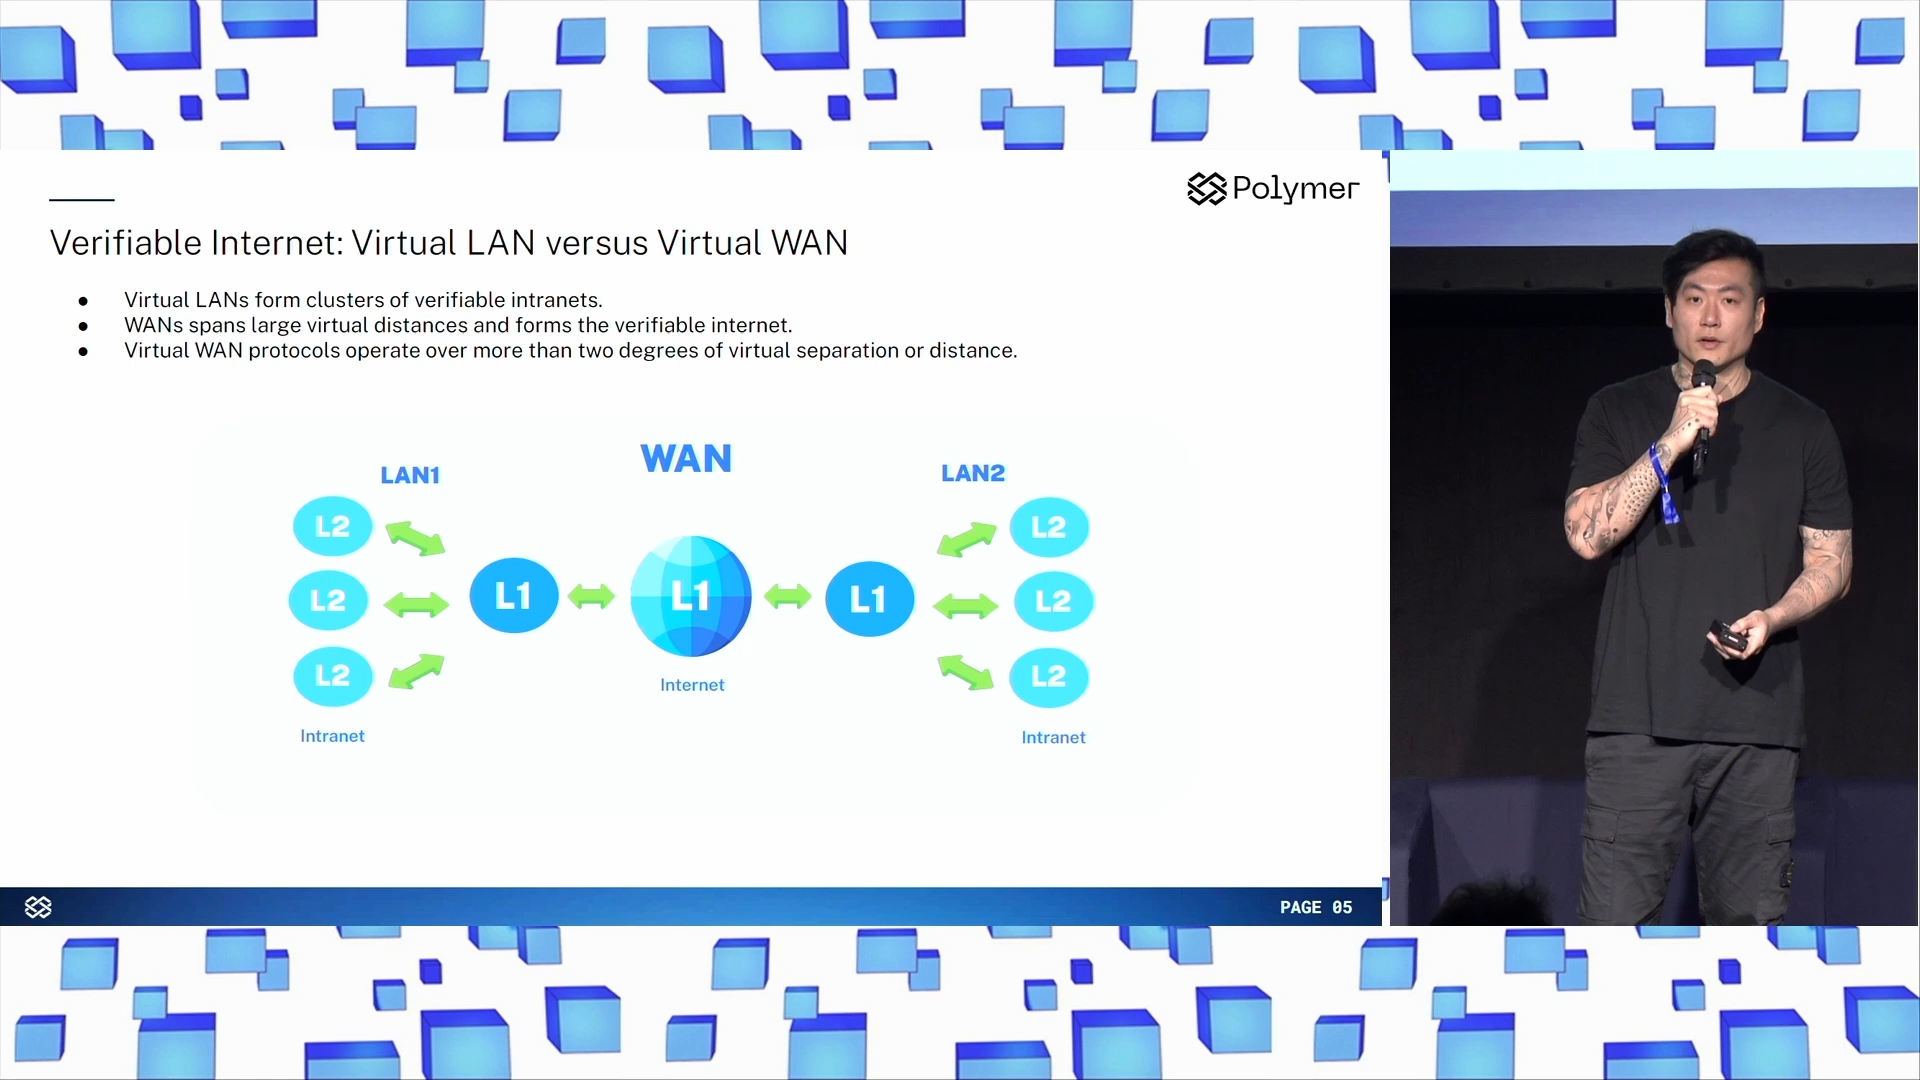 Polymer
Verifiable Internet: Virtual LAN versus Virtual WAN
● Virtual LANs form clusters of verifiable intranets.
● WANs spans large virtual distances and forms the verifiable internet.
● Virtual WAN protocols operate over more than two degrees of virtual separation or distance.
WAN
LAN1
LAN2
L2
L2
L2
L1
L1
L1
L2
L2
L2
Internet
Intranet
Intranet
PAGE 05